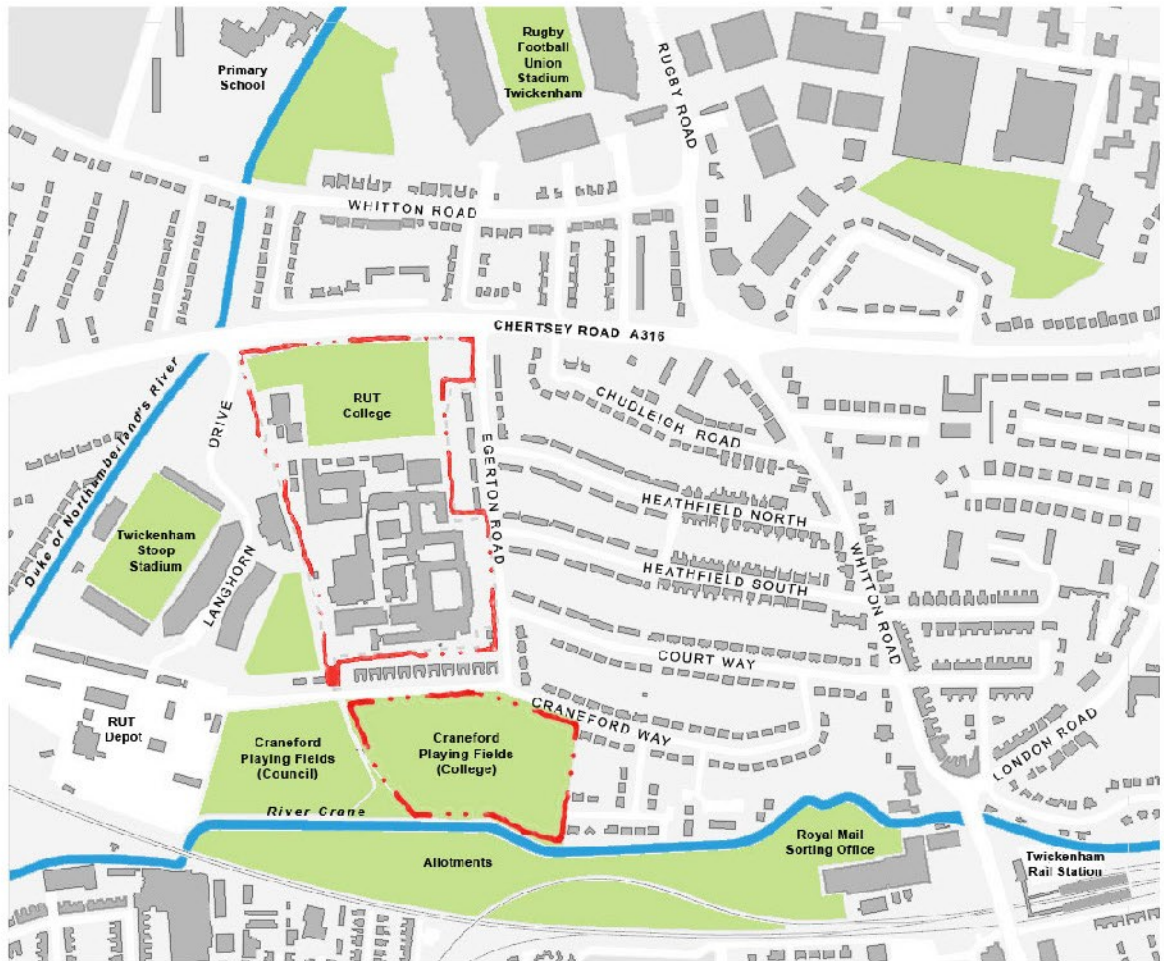 Rugby
Football
Union
Stadium
Twickenham
Primary
School
RUGBY ROAD
WHITTON ROAD
CHERTSEY ROAD A316
Duke of Northamberland's River
DRIVE
LANGHORN
RUT
College
EGERTON ROAD
CHUDLEIGH ROAD
HEATHFIELD NORTH
HEATHFIELD SOUTH
WHITTON ROAD
Twickenham
Stoop
Stadium
COURT WAY
CRANEFORD WAY
LONDON ROAD
RUT
Depot
Craneford
Playing Fields
(Council)
Craneford
Playing Fields
(College)
River Crane
Allotments
Royal Mail
Sorting Office
Twickenham
Rail Station